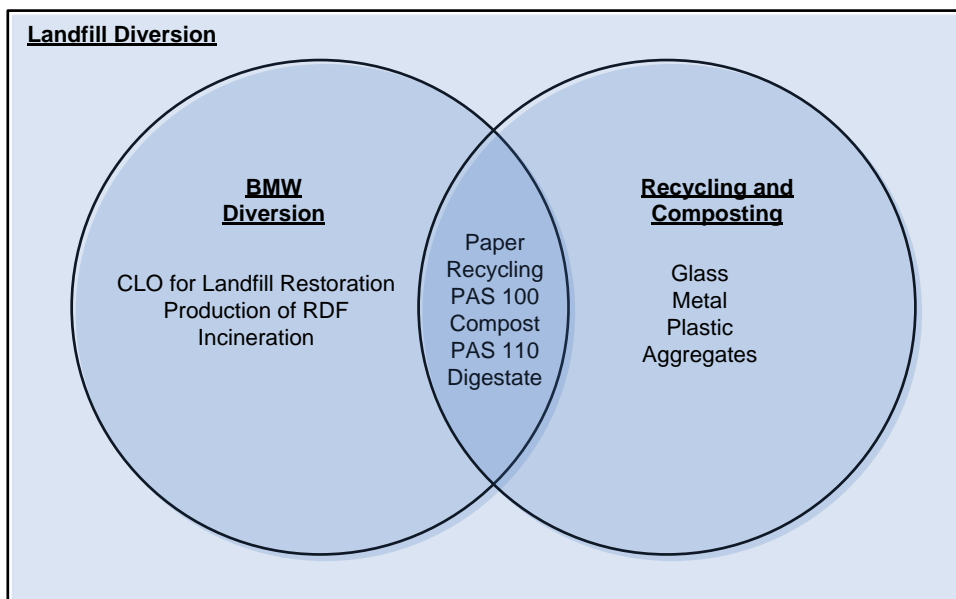 Landfill Diversion
BMW
Diversion
CLO for Landfill Restoration
Production of RDF
Incineration
Paper
Recycling
PAS 100
Compost
PAS 110
Digestate
Recycling and
Composting
Glass
Metal
Plastic
Aggregates